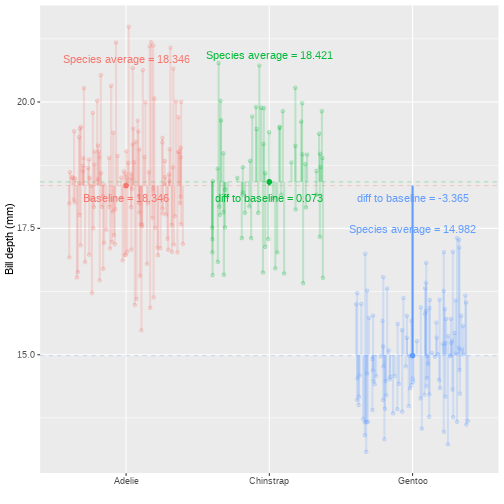 Species average = 18.346
Species average = 18.421
20.0
Baseline = 18.346
diff to baseline = 0.073
diff to baseline = -3.365
Bill depth (mm)
17.5
Species average = 14.982
15.0
Adelie
Chinstrap
Gentoo